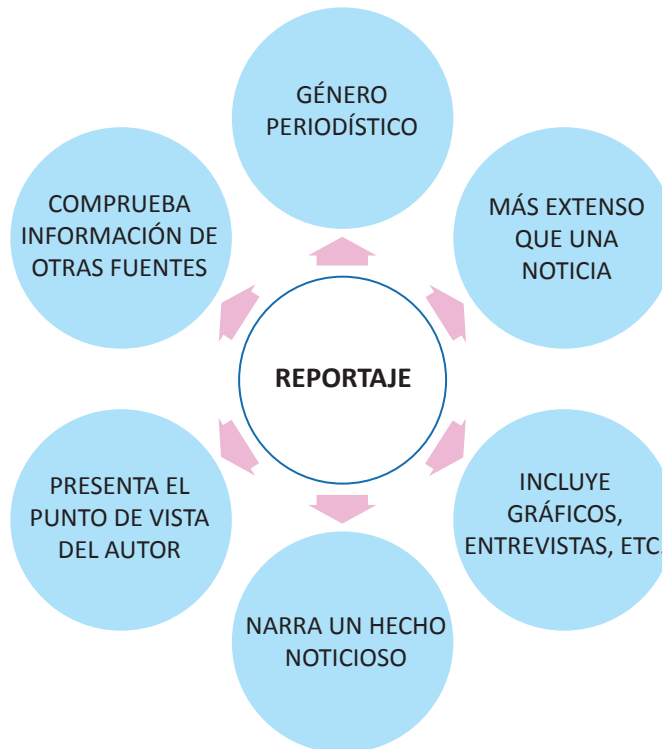 GÉNERO
PERIODÍSTICO
COMPRUEBA
INFORMACIÓN DE
OTRAS FUENTES
MÁS EXTENSO
QUE UNA
NOTICIA
REPORTAJE
PRESENTA EL
PUNTO DE VISTA
DEL AUTOR
INCLUYE
GRÁFICOS,
ENTREVISTAS, ETC.
NARRA UN HECHO
NOTICIOSO